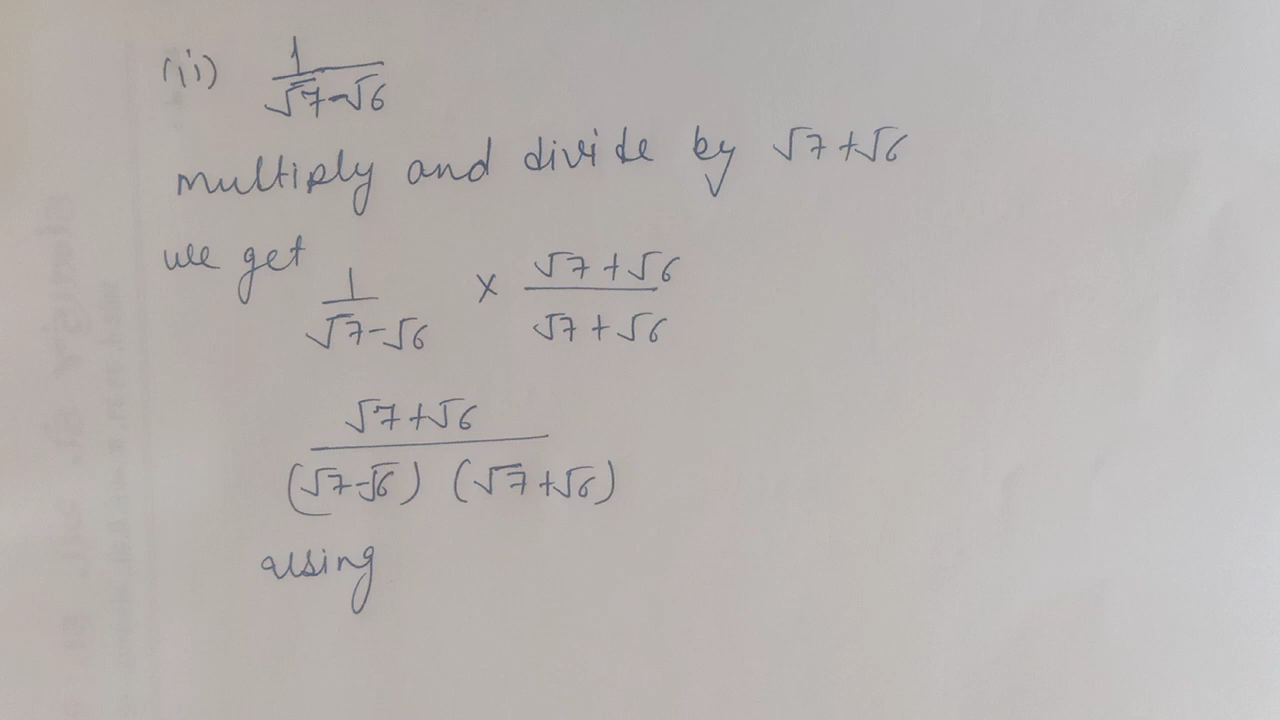 (ii) 1/(√7-√6)
multiply and divide by √7+√6
we get 1/(√7-√6) × (√7+√6)/(√7+√6)
(√7+√6)/((√7-√6) (√7+√6))
using